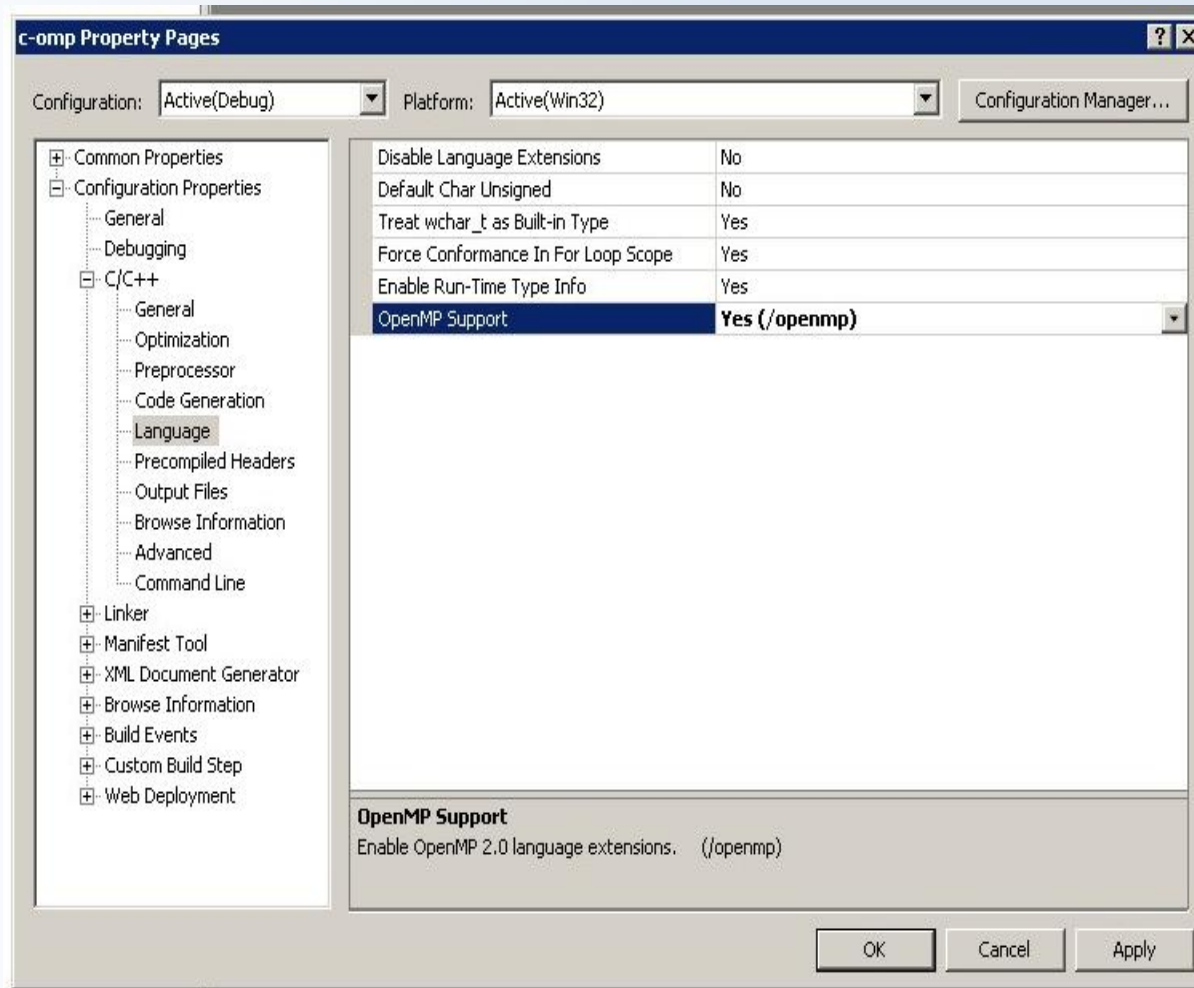 c-omp Property Pages
Configuration: Active(Debug) Platform: Active(Win32) Configuration Manager...
Common Properties
Configuration Properties
General
Debugging
C/C++
General
Optimization
Preprocessor
Code Generation
Language
Precompiled Headers
Output Files
Browse Information
Advanced
Command Line
Linker
Manifest Tool
XML Document Generator
Browse Information
Build Events
Custom Build Step
Web Deployment
Disable Language Extensions No
Default Char Unsigned No
Treat wchar_t as Built-in Type Yes
Force Conformance In For Loop Scope Yes
Enable Run-Time Type Info Yes
OpenMP Support Yes (/openmp)
OpenMP Support
Enable OpenMP 2.0 language extensions. (/openmp)
OK Cancel Apply